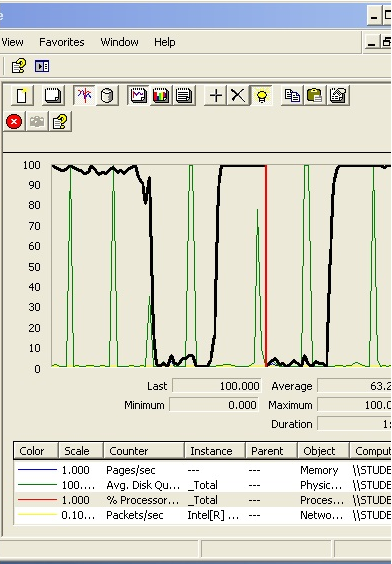 View Favorites Window Help
100
90
80
70
60
50
40
30
20
10
0
Last 100.000 Average 63.2
Minimum 0.000 Maximum 100.0
Duration 1:
Color Scale Counter Instance Parent Object Comput
1.000 Pages/sec --- --- Memory \\STUDE
100.... Avg. Disk Qu... _Total --- Physic... \\STUDE
1.000 % Processor... _Total --- Proces... \\STUDE
0.10... Packets/sec Intel[R] ... --- Netwo... \\STUDE